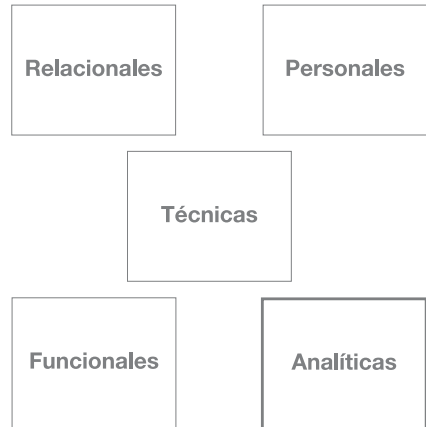 Relacionales
Personales
Técnicas
Funcionales
Analíticas